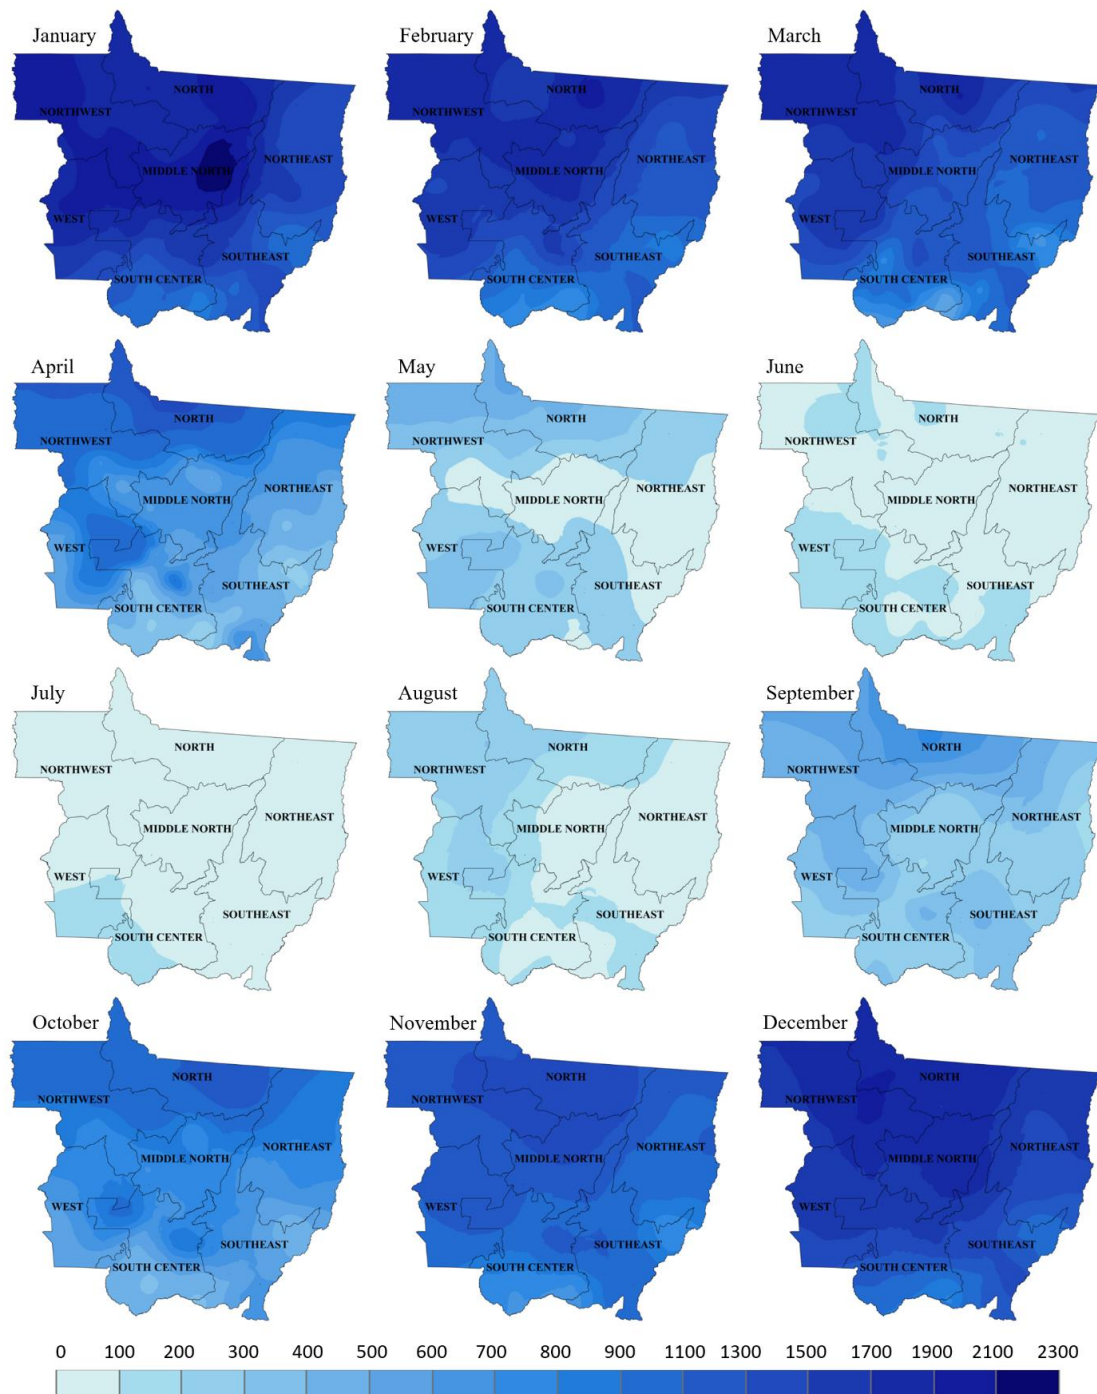 January
February
March
NORTH
NORTHWEST
NORTHEAST
MIDDLE NORTH
WEST
SOUTHEAST
SOUTH CENTER
NORTH
NORTHWEST
NORTHEAST
MIDDLE NORTH
WEST
SOUTHEAST
SOUTH CENTER
NORTH
NORTHWEST
NORTHEAST
MIDDLE NORTH
WEST
SOUTHEAST
SOUTH CENTER
April
May
June
NORTH
NORTHWEST
NORTHEAST
MIDDLE NORTH
WEST
SOUTHEAST
SOUTH CENTER
NORTH
NORTHWEST
NORTHEAST
MIDDLE NORTH
WEST
SOUTHEAST
SOUTH CENTER
NORTH
NORTHWEST
NORTHEAST
MIDDLE NORTH
WEST
SOUTHEAST
SOUTH CENTER
July
August
September
NORTH
NORTHWEST
NORTHEAST
MIDDLE NORTH
WEST
SOUTHEAST
SOUTH CENTER
NORTH
NORTHWEST
NORTHEAST
MIDDLE NORTH
WEST
SOUTHEAST
SOUTH CENTER
NORTH
NORTHWEST
NORTHEAST
MIDDLE NORTH
WEST
SOUTHEAST
SOUTH CENTER
October
November
December
NORTH
NORTHWEST
NORTHEAST
MIDDLE NORTH
WEST
SOUTHEAST
SOUTH CENTER
NORTH
NORTHWEST
NORTHEAST
MIDDLE NORTH
WEST
SOUTHEAST
SOUTH CENTER
NORTH
NORTHWEST
NORTHEAST
MIDDLE NORTH
WEST
SOUTHEAST
SOUTH CENTER
0 100 200 300 400 500 600 700 800 900 1100 1300 1500 1700 1900 2100 2300